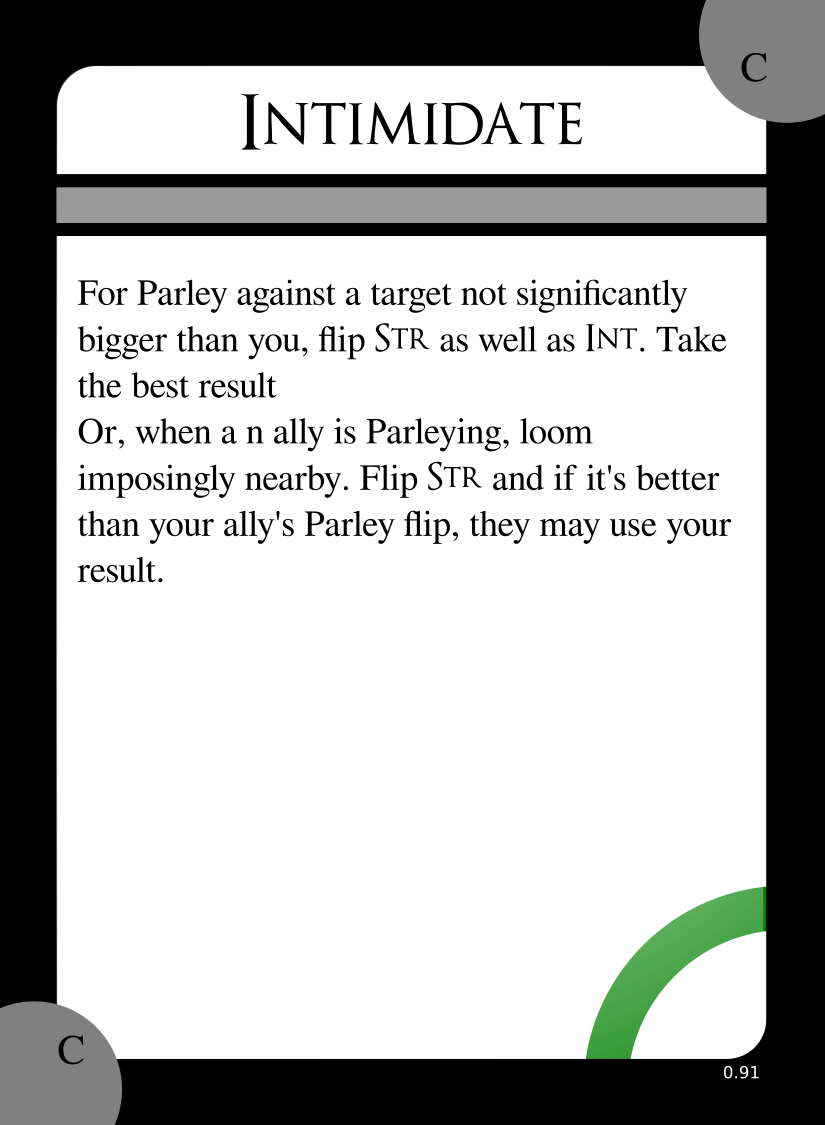 C
INTIMIDATE
For Parley against a target not significantly
bigger than you, flip STR as well as INT. Take
the best result
Or, when a n ally is Parleying, loom
imposingly nearby. Flip STR and if it's better
than your ally's Parley flip, they may use your
result.
C
0.91